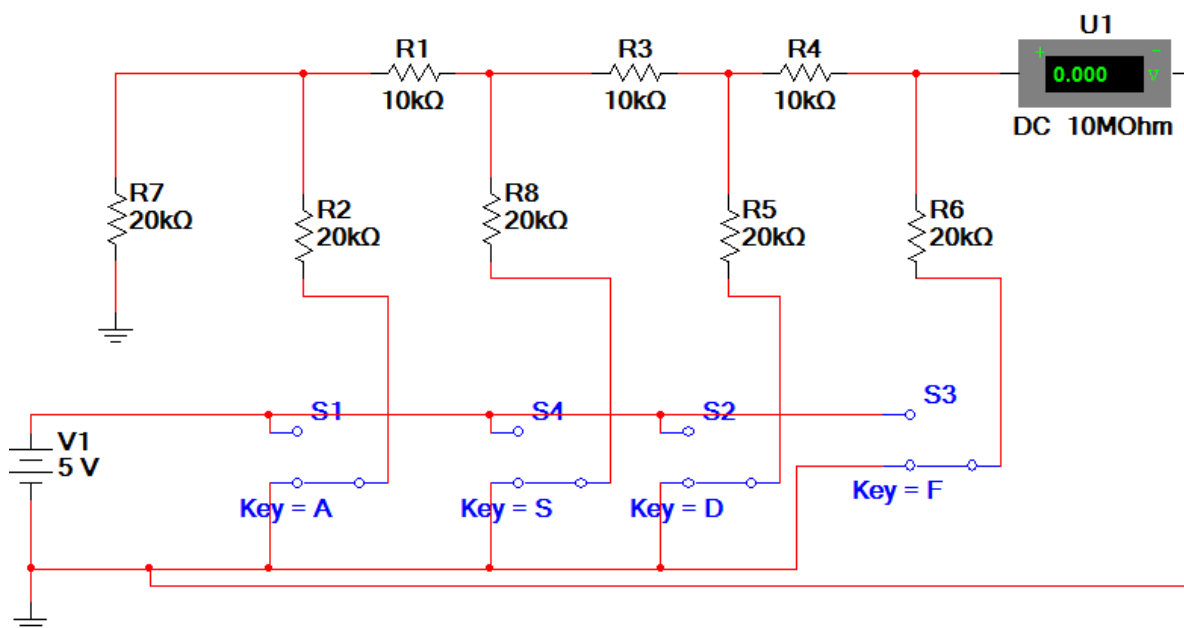 U1
R1
R3
R4
+
-
0.000
V
10kΩ
10kΩ
10kΩ
DC 10MOhm
R7
20kΩ
R2
20kΩ
R8
20kΩ
R5
20kΩ
R6
20kΩ
S1
S4
S2
S3
V1
5 V
Key = A
Key = S
Key = D
Key = F